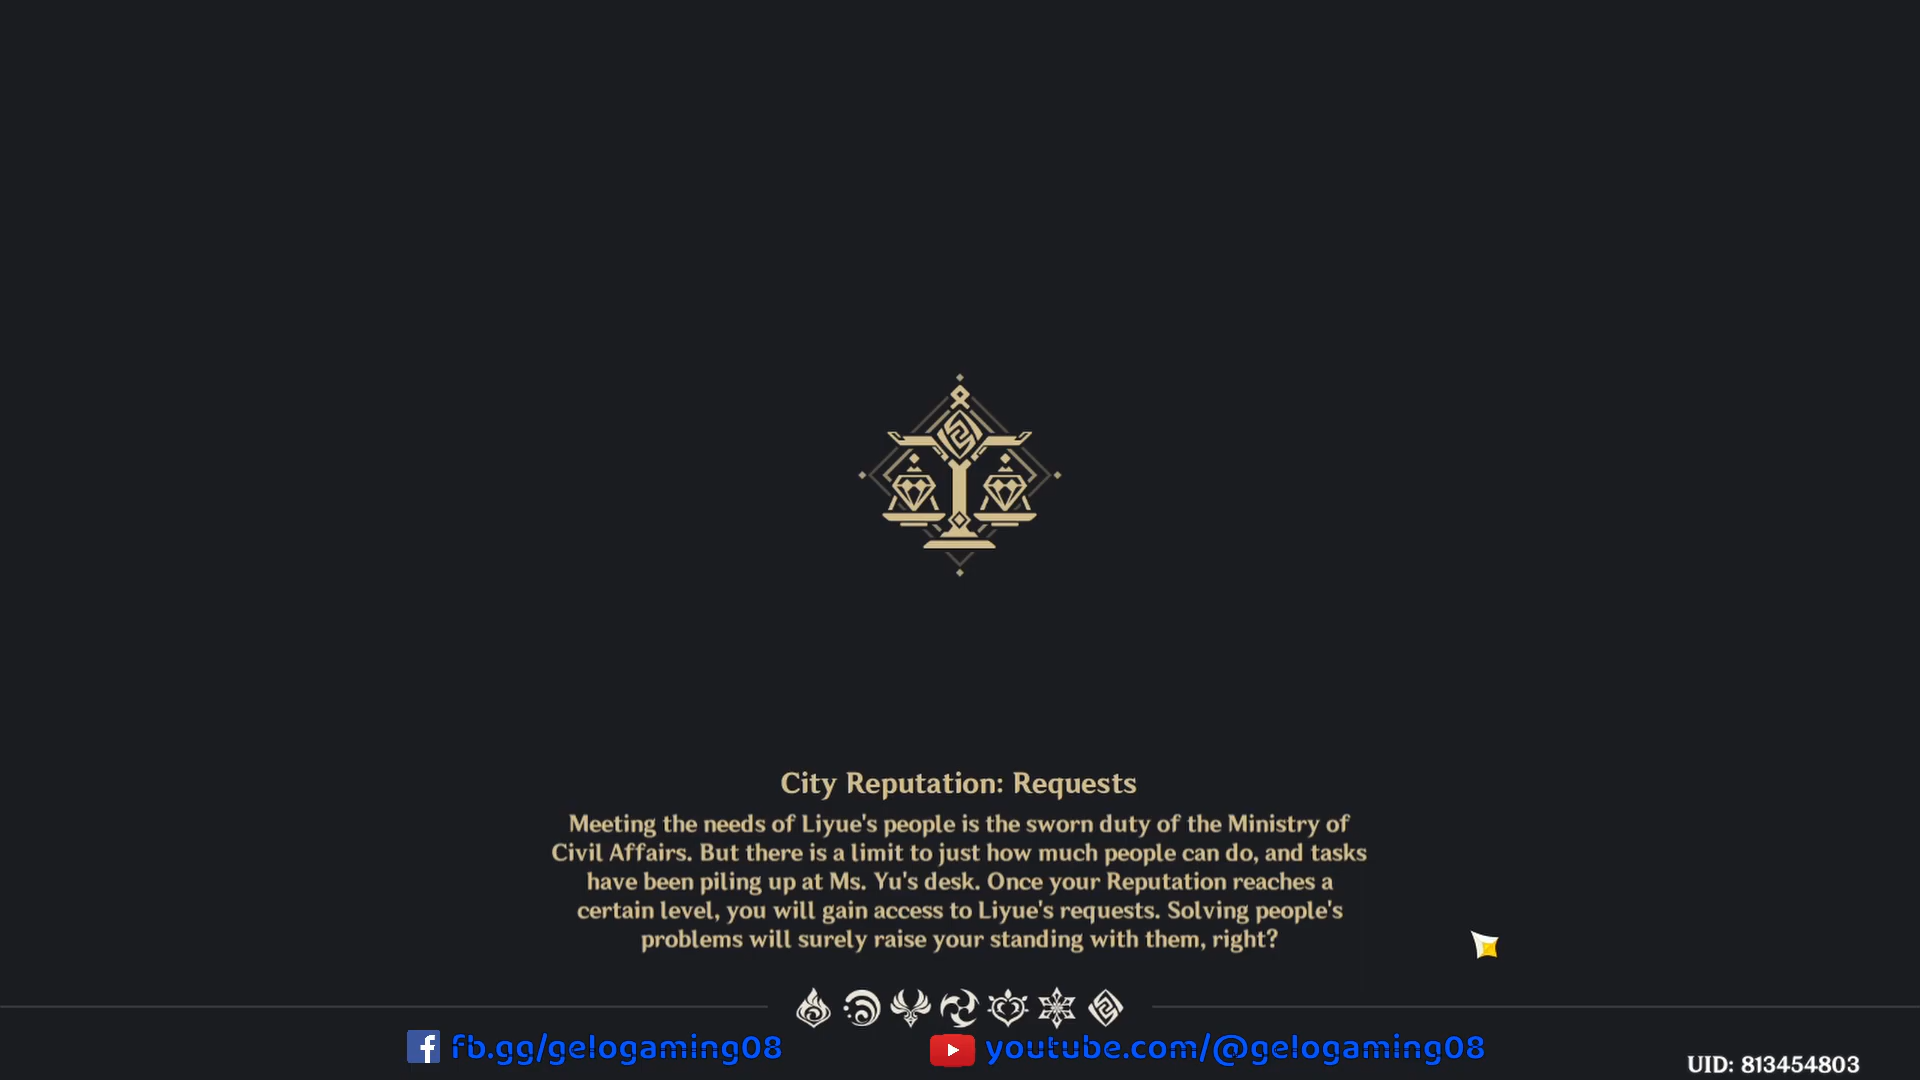 City Reputation: Requests
Meeting the needs of Liyue's people is the sworn duty of the Ministry of
Civil Affairs. But there is a limit to just how much people can do, and tasks
have been piling up at Ms. Yu's desk. Once your Reputation reaches a
certain level, you will gain access to Liyue's requests. Solving people's
problems will surely raise your standing with them, right?
fb.gg/gelogaming08
youtube.com/@gelogaming08
UID: 813454803